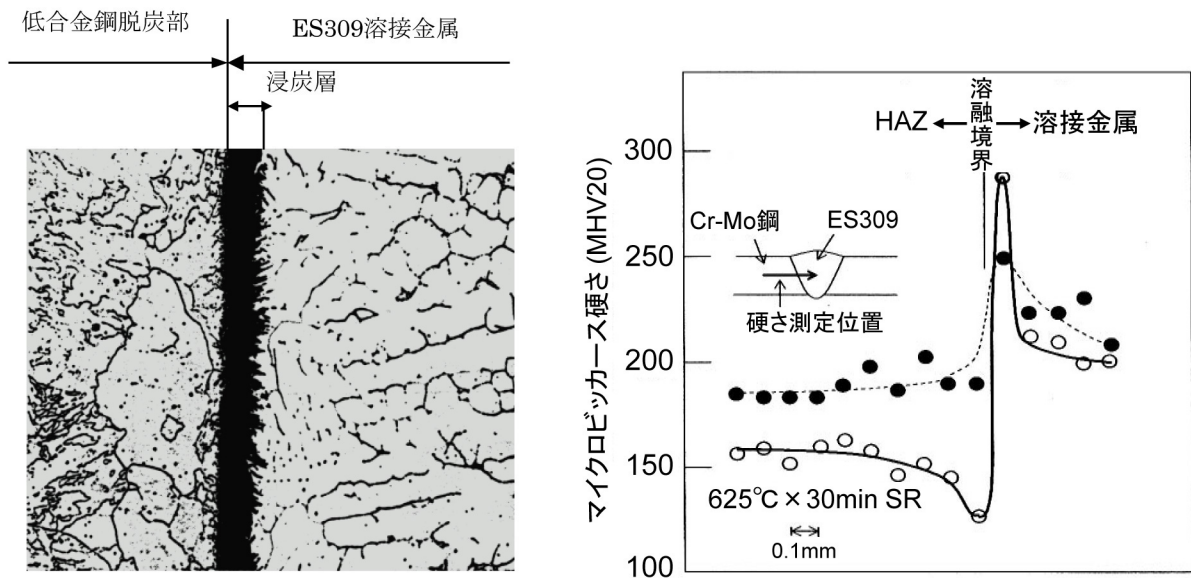 低合金鋼脱炭部
ES309溶接金属
浸炭層
マイクロビッカース硬さ (MHV20)
300
250
200
150
100
HAZ
溶融境界
溶接金属
Cr-Mo鋼
ES309
硬さ測定位置
625℃×30min SR
0.1mm